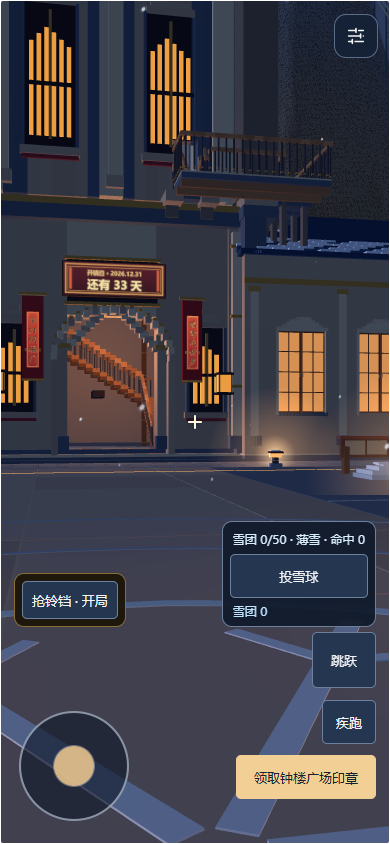 开镜日 · 2026.12.31
还有 33 天
雪团 0/50 · 薄雪 · 命中 0
投雪球
雪团 0
抢铃铛 · 开局
跳跃
疾跑
领取钟楼广场印章